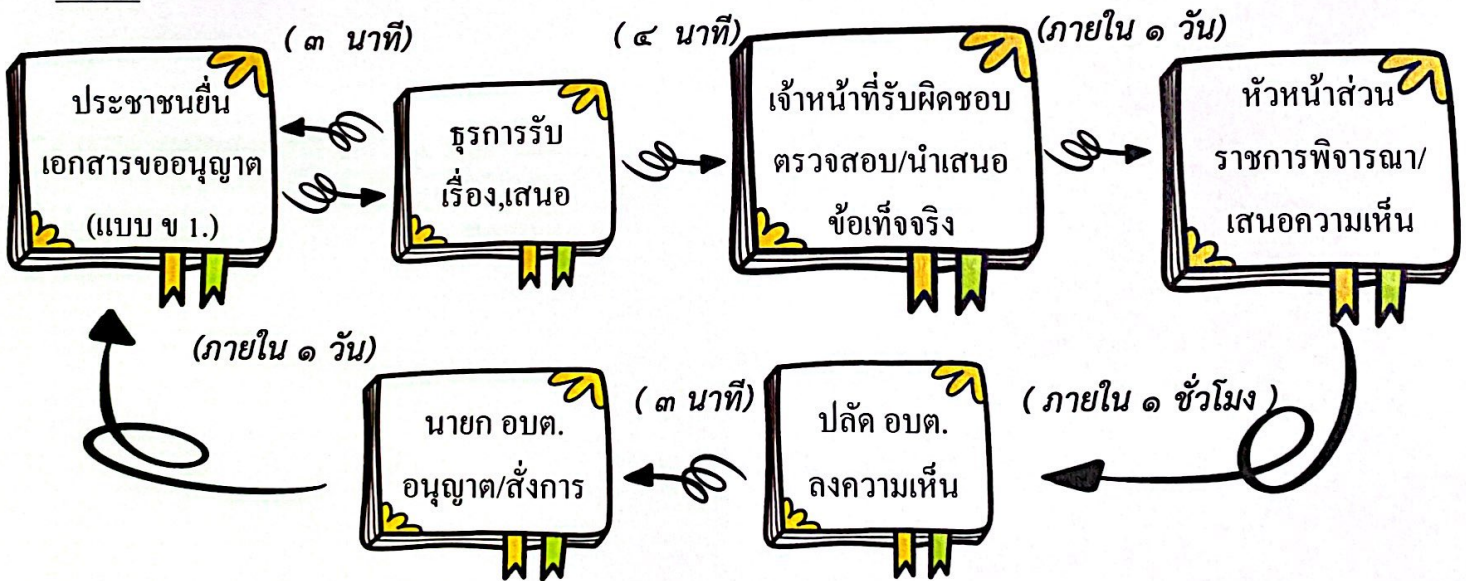 ประชาชนยื่น
เอกสารขออนุญาต
(แบบ ข 1.)
( ๓ นาที)
ธุรการรับ
เรื่อง,เสนอ
( ๔ นาที)
เจ้าหน้าที่รับผิดชอบ
ตรวจสอบ/นำเสนอ
ข้อเท็จจริง
(ภายใน ๑ วัน)
หัวหน้าส่วน
ราชการพิจารณา/
เสนอความเห็น
( ภายใน ๑ ชั่วโมง )
ปลัด อบต.
ลงความเห็น
( ๓ นาที)
นายก อบต.
อนุญาต/สั่งการ
(ภายใน ๑ วัน)